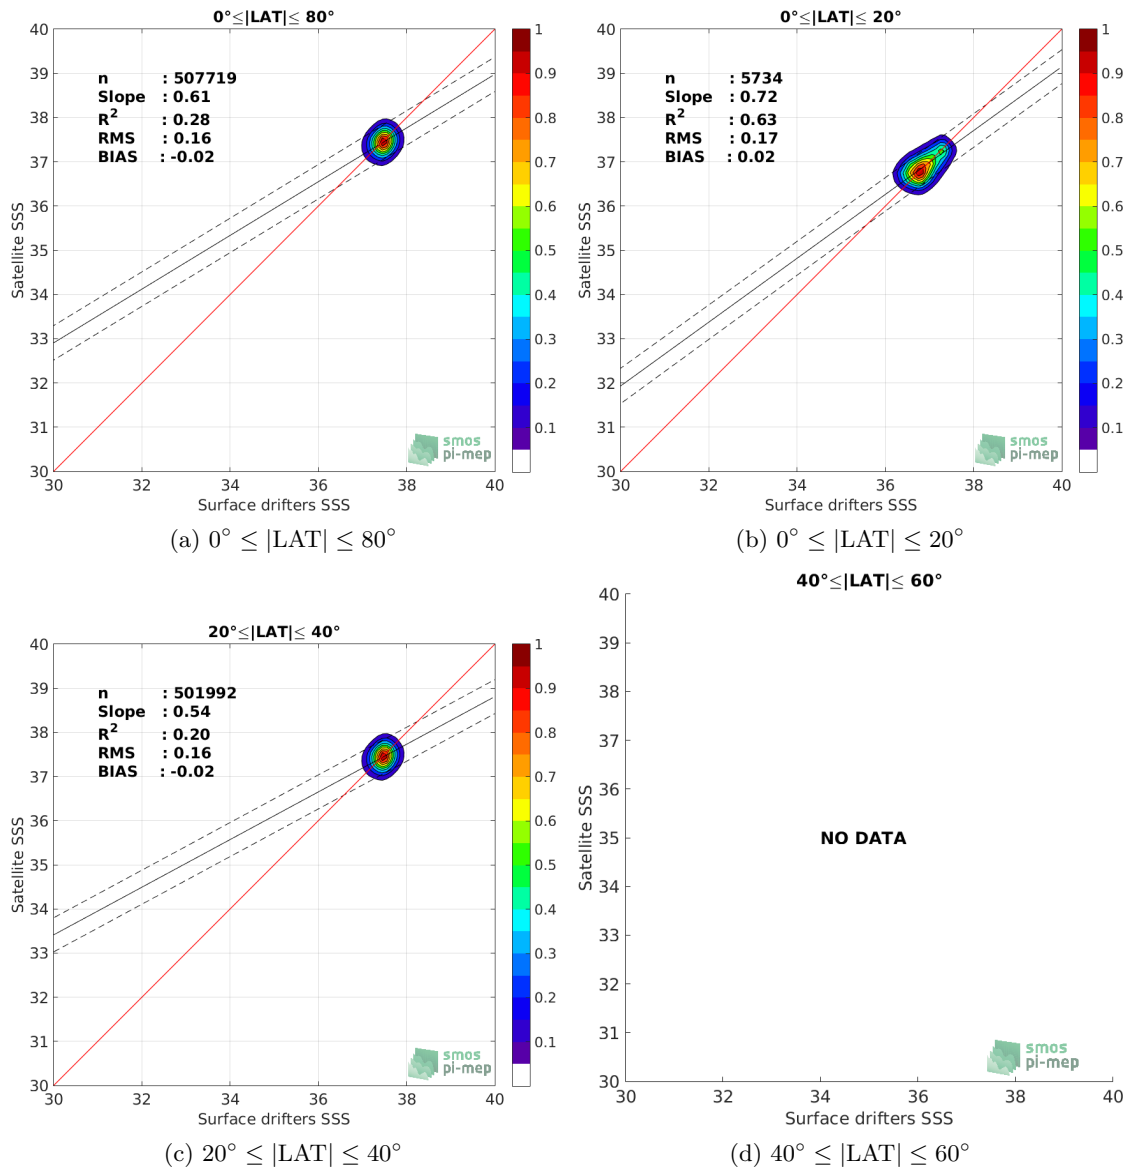 0°≤|LAT|≤ 80°
40
39
38
37
36
35
34
33
32
31
30
n : 507719
Slope : 0.61
R2 : 0.28
RMS : 0.16
BIAS : -0.02
Satellite SSS
30 32 34 36 38 40
Surface drifters SSS
smos
pi-mep
1
0.9
0.8
0.7
0.6
0.5
0.4
0.3
0.2
0.1
(a) 0° ≤ |LAT| ≤ 80°
0°≤|LAT|≤ 20°
40
39
38
37
36
35
34
33
32
31
30
n : 5734
Slope : 0.72
R2 : 0.63
RMS : 0.17
BIAS : 0.02
Satellite SSS
30 32 34 36 38 40
Surface drifters SSS
smos
pi-mep
1
0.9
0.8
0.7
0.6
0.5
0.4
0.3
0.2
0.1
(b) 0° ≤ |LAT| ≤ 20°
20°≤|LAT|≤ 40°
40
39
38
37
36
35
34
33
32
31
30
n : 501992
Slope : 0.54
R2 : 0.20
RMS : 0.16
BIAS : -0.02
Satellite SSS
30 32 34 36 38 40
Surface drifters SSS
smos
pi-mep
1
0.9
0.8
0.7
0.6
0.5
0.4
0.3
0.2
0.1
(c) 20° ≤ |LAT| ≤ 40°
40°≤|LAT|≤ 60°
40
39
38
37
36
35
34
33
32
31
30
NO DATA
Satellite SSS
30 32 34 36 38 40
Surface drifters SSS
smos
pi-mep
(d) 40° ≤ |LAT| ≤ 60°